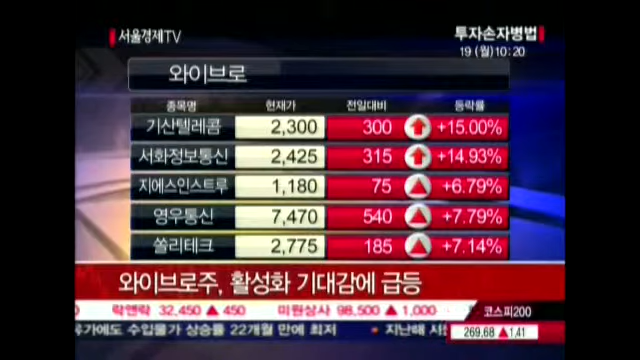 서울경제TV
투자손자병법
19 (월)10:20
와이브로
종목명 현재가 전일대비 등락률
기산텔레콤 2,300 300 +15.00%
서화정보통신 2,425 315 +14.93%
지에스인스트루 1,180 75 ▲ +6.79%
영우통신 7,470 540 ▲ +7.79%
쏠리테크 2,775 185 ▲ +7.14%
와이브로주, 활성화 기대감에 급등
락앤락 32,450 ▲ 450 미원상사 98,500 ▲ 1,000
코스피200
유가에도 수입물가 상승률 22개월 만에 최저 • 지난해
269.68 ▲1.41